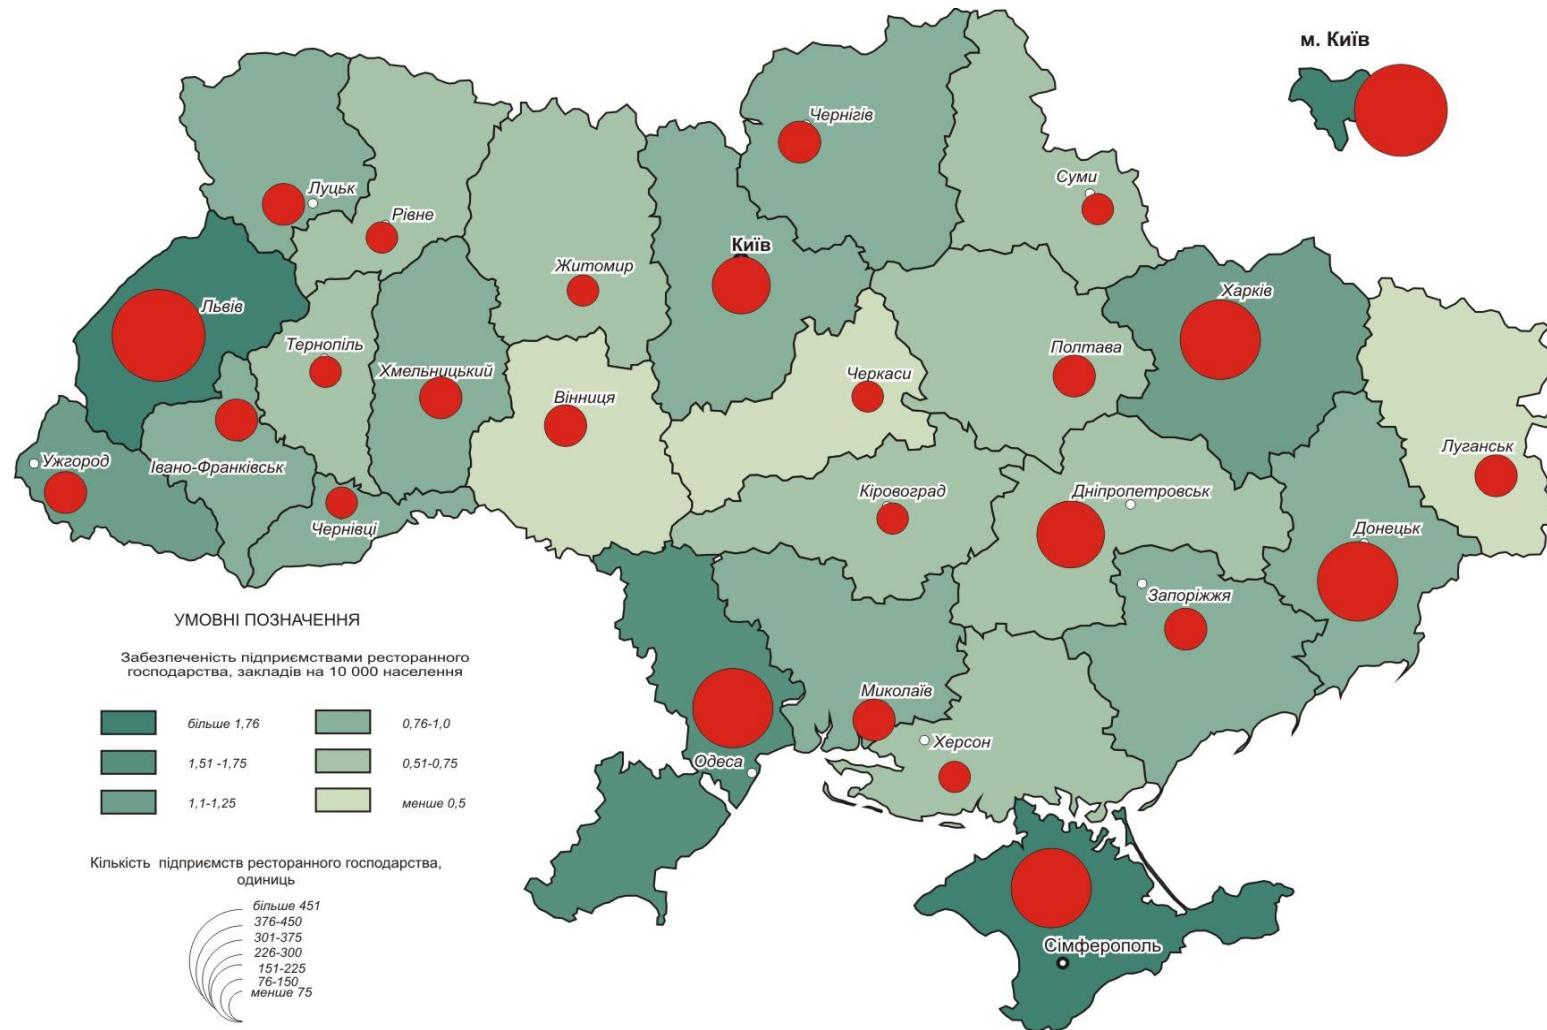 м. Київ
Чернігів
Суми
Луцьк
Рівне
Київ
Житомир
Харків
Львів
Тернопіль
Хмельницький
Полтава
Черкаси
Вінниця
Луганськ
Ужгород
Івано-Франківськ
Кіровоград
Дніпропетровськ
Чернівці
Донецьк
Запоріжжя
Миколаїв
Херсон
Одеса
Сімферополь
УМОВНІ ПОЗНАЧЕННЯ
Забезпеченість підприємствами ресторанного
господарства, закладів на 10 000 населення
більше 1,76
0,76-1,0
1,51 -1,75
0,51-0,75
1,1-1,25
менше 0,5
Кількість підприємств ресторанного господарства,
одиниць
більше 451
376-450
301-375
226-300
151-225
76-150
менше 75